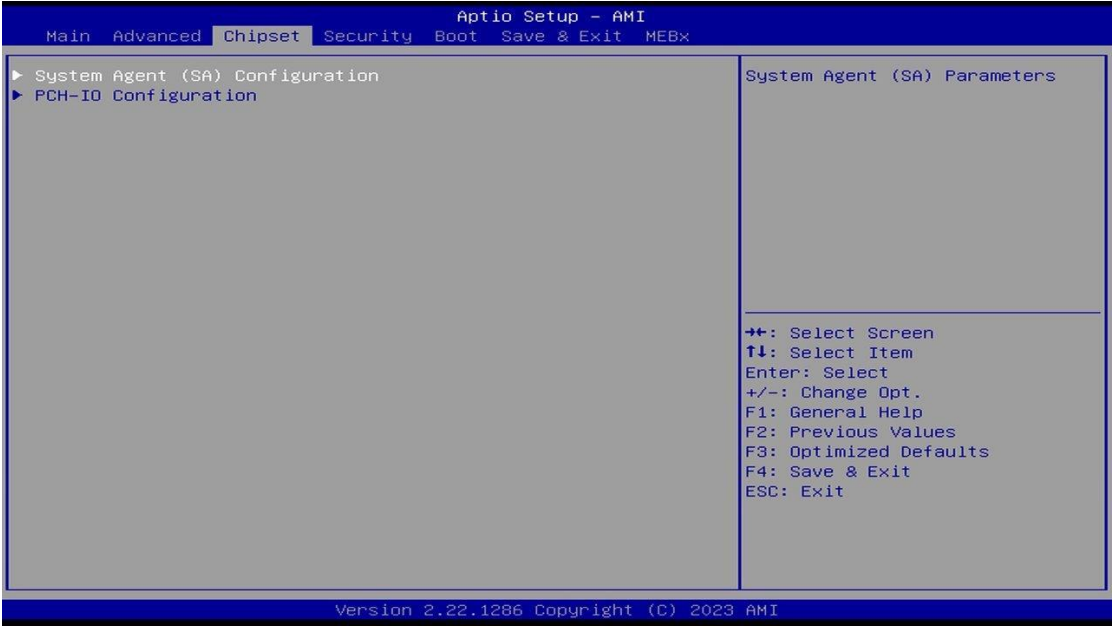 Aptio Setup – AMI
Main Advanced Chipset Security Boot Save & Exit MEBx
▶ System Agent (SA) Configuration
▶ PCH-IO Configuration
System Agent (SA) Parameters
→←: Select Screen
↑↓: Select Item
Enter: Select
+/-: Change Opt.
F1: General Help
F2: Previous Values
F3: Optimized Defaults
F4: Save & Exit
ESC: Exit
Version 2.22.1286 Copyright (C) 2023 AMI